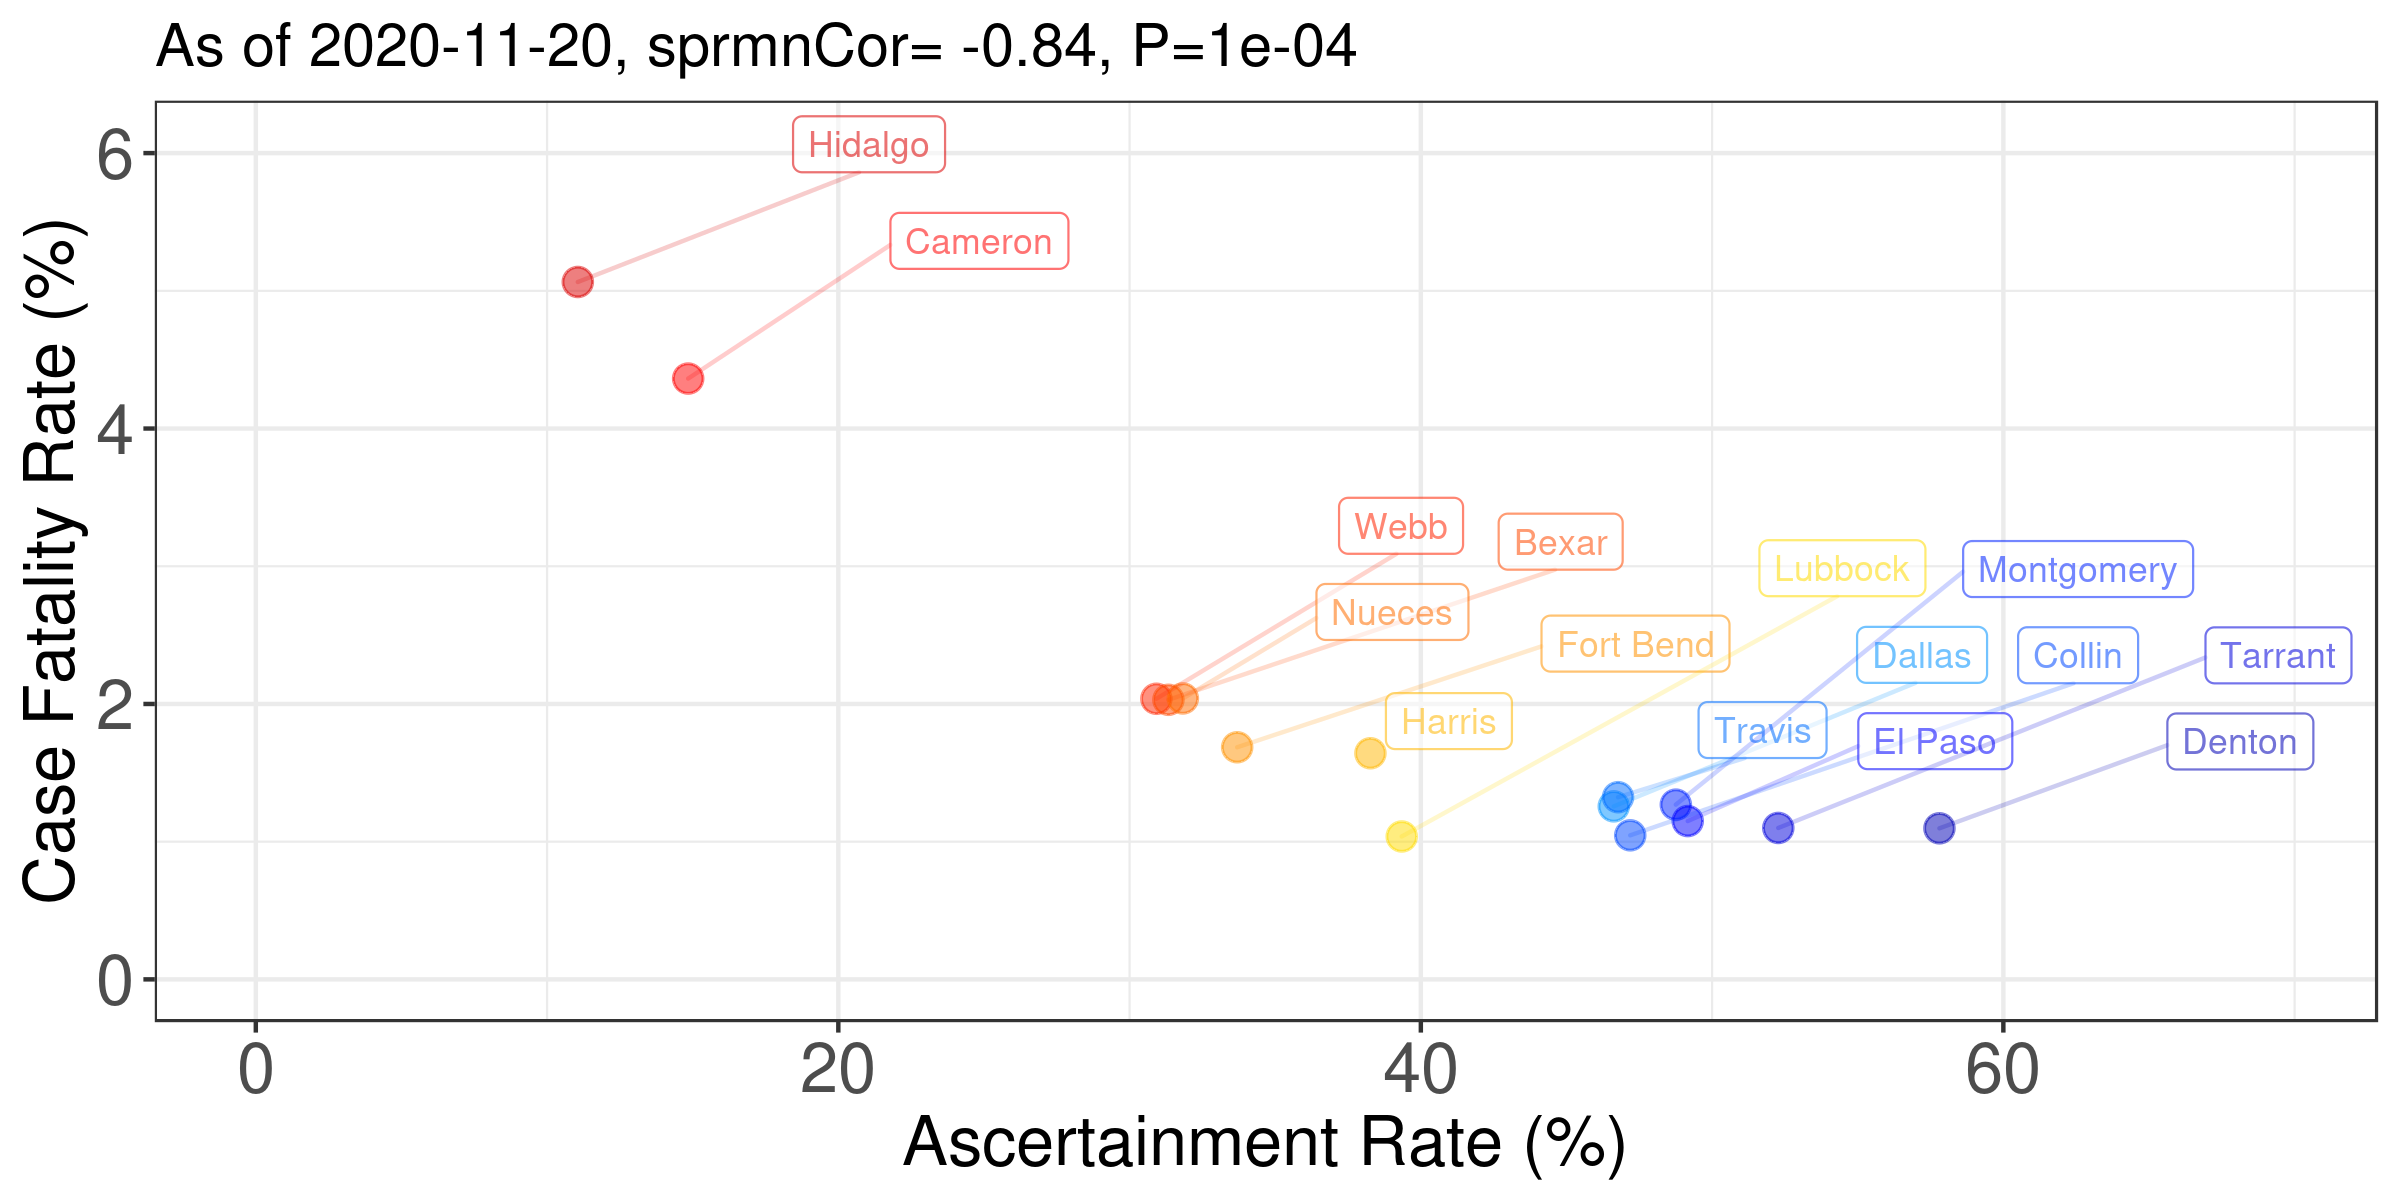 As of 2020-11-20, sprmnCor= -0.84, P=1e-04
Case Fatality Rate (%)
6
4
2
0
Hidalgo
Cameron
Webb
Bexar
Lubbock
Montgomery
Nueces
Fort Bend
Dallas
Collin
Tarrant
Harris
Travis
El Paso
Denton
0 20 40 60
Ascertainment Rate (%)